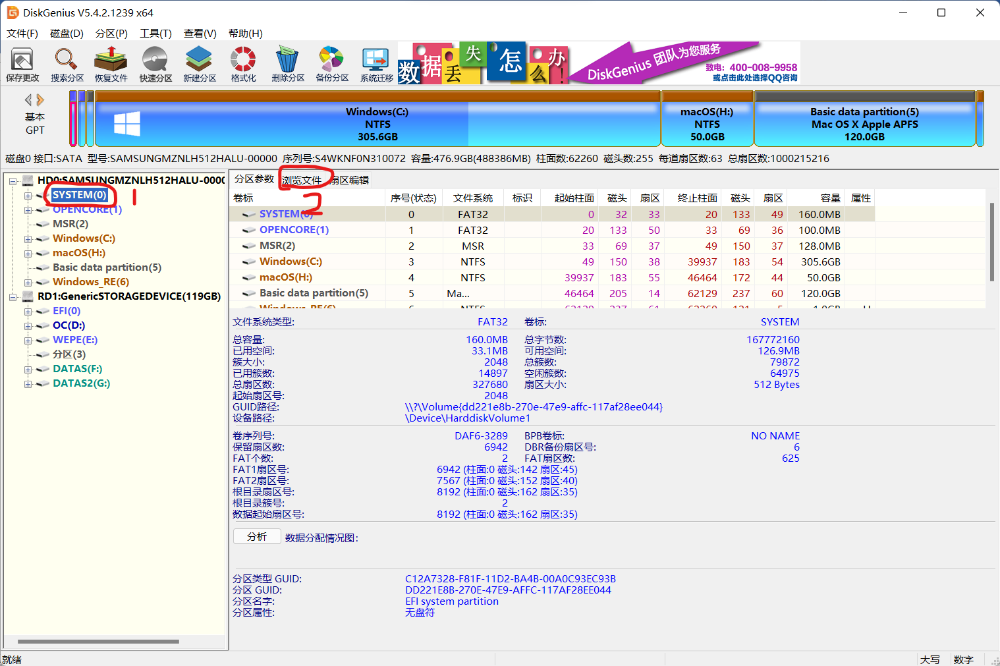 DiskGenius V5.4.2.1239 x64
文件(F) 磁盘(D) 分区(P) 工具(T) 查看(V) 帮助(H)
保存更改 搜索分区 恢复文件 快速分区 新建分区 格式化 删除分区 备份分区 系统迁移
数据丢失怎么办!
DiskGenius 团队为您服务
致电：400-008-9958
或点击此处选择QQ咨询
基本
GPT
Windows(C:)
NTFS
305.6GB
macOS(H:)
NTFS
50.0GB
Basic data partition(5)
Mac OS X Apple APFS
120.0GB
磁盘0 接口:SATA 型号:SAMSUNGMZNLH512HALU-00000 序列号:S4WKNF0N310072 容量:476.9GB(488386MB) 柱面数:62260 磁头数:255 每道扇区数:63 总扇区数:1000215216
HD0:SAMSUNGMZNLH512HALU-0000
SYSTEM(0) 1
OPENCORE(1)
MSR(2)
Windows(C:)
macOS(H:)
Basic data partition(5)
Windows_RE(6)
RD1:GenericSTORAGEDEVICE(119GB)
EFI(0)
OC(D:)
WEPE(E:)
分区(3)
DATAS(F:)
DATAS2(G:)
分区参数 浏览文件 扇区编辑
2
卷标 序号(状态) 文件系统 标识 起始柱面 磁头 扇区 终止柱面 磁头 扇区 容量 属性
SYSTEM(0) 0 FAT32 0 32 33 20 133 49 160.0MB
OPENCORE(1) 1 FAT32 20 133 50 33 69 36 100.0MB
MSR(2) 2 MSR 33 69 37 49 150 37 128.0MB
Windows(C:) 3 NTFS 49 150 38 39937 183 54 305.6GB
macOS(H:) 4 NTFS 39937 183 55 46464 172 44 50.0GB
Basic data partition(5) 5 Ma... 46464 205 14 62129 237 60 120.0GB
Windows_RE(6) 6 NTFS 62129 237 61 62260 121 5 1.0GB H
文件系统类型: FAT32 卷标: SYSTEM
总容量: 160.0MB 总字节数: 167772160
已用空间: 33.1MB 可用空间: 126.9MB
簇大小: 2048 总簇数: 79872
已用簇数: 14897 空闲簇数: 64975
总扇区数: 327680 扇区大小: 512 Bytes
起始扇区号: 2048
GUID路径: \\?\Volume{dd221e8b-270e-47e9-affc-117af28ee044}
设备路径: \Device\HarddiskVolume1
卷序列号: DAF6-3289 BPB卷标: NO NAME
保留扇区数: 6942 DBR备份扇区号: 6
FAT个数: 2 FAT扇区数: 625
FAT1扇区号: 6942 (柱面:0 磁头:142 扇区:45)
FAT2扇区号: 7567 (柱面:0 磁头:152 扇区:40)
根目录扇区号: 8192 (柱面:0 磁头:162 扇区:35)
根目录簇号: 2
数据起始扇区号: 8192 (柱面:0 磁头:162 扇区:35)
分析 数据分配情况图:
分区类型 GUID: C12A7328-F81F-11D2-BA4B-00A0C93EC93B
分区 GUID: DD221E8B-270E-47E9-AFFC-117AF28EE044
分区名字: EFI system partition
分区属性: 无盘符
就绪 大写 数字